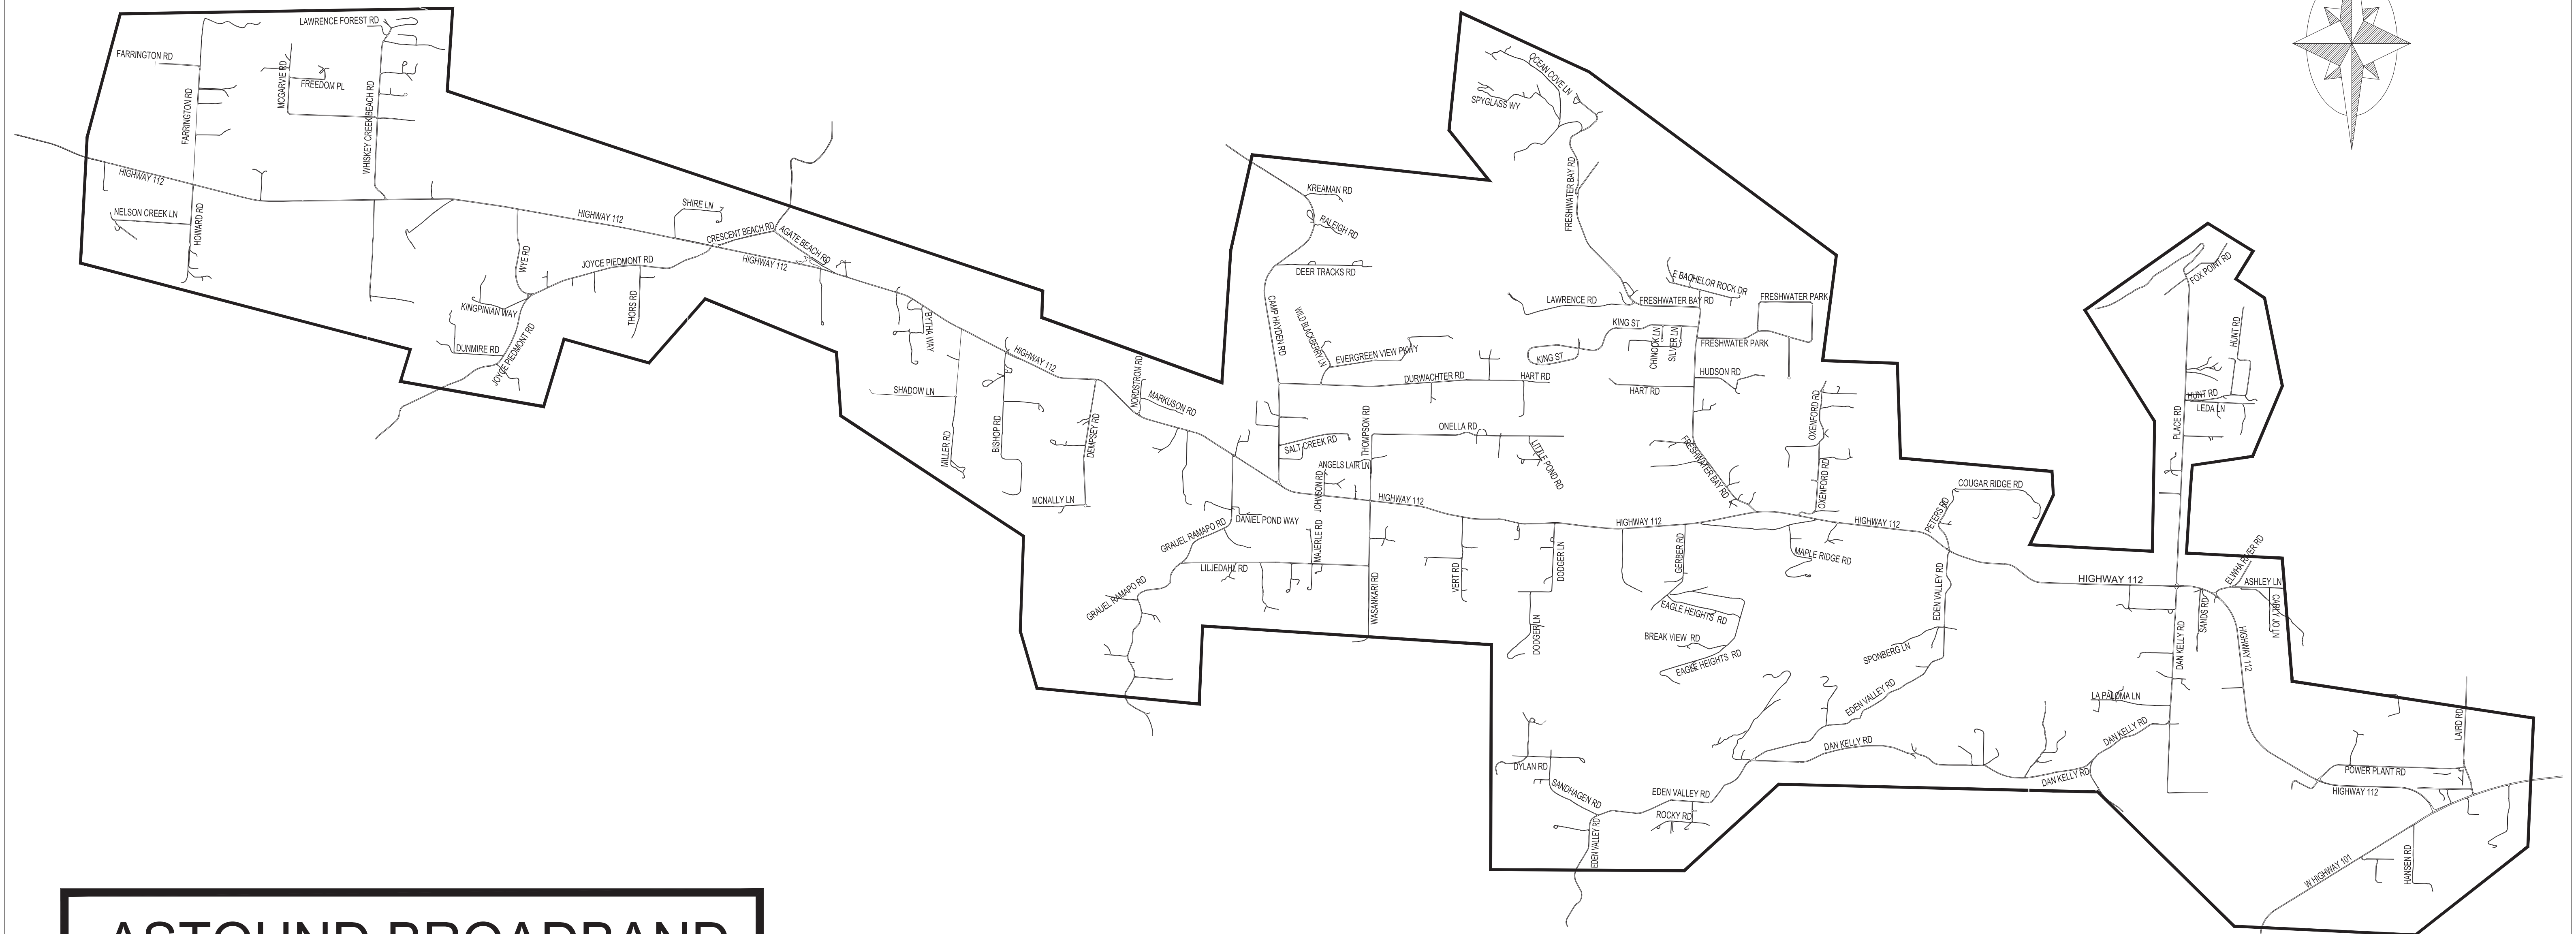 LAWRENCE FOREST RD
FARRINGTON RD
MCGARVIE RD
FREEDOM PL
FARRINGTON RD
WHISKEY CREEK BEACH RD
HIGHWAY 112
NELSON CREEK LN
HOWARD RD
SHIRE LN
HIGHWAY 112
CRESCENT BEACH RD
AGATE BEACH RD
WYE RD
JOYCE PIEDMONT RD
HIGHWAY 112
KINGPINIAN WAY
THORS RD
DUNMIRE RD
JOYCE PIEDMONT RD
BYTHA WAY
HIGHWAY 112
SHADOW LN
MILLER RD
BISHOP RD
DEMPSEY RD
MCNALLY LN
NORDSTROM RD
MARKUSON RD
OCEAN COVE LN
SPYGLASS WY
FRESHWATER BAY RD
KREAMAN RD
RALEIGH RD
DEER TRACKS RD
CAMP HAYDEN RD
WILD BLACKBERRY LN
EVERGREEN VIEW PKWY
LAWRENCE RD
E BACHELOR ROCK DR
FRESHWATER BAY RD
FRESHWATER PARK
KING ST
CHINOOK LN
SILVER LN
KING ST
FRESHWATER PARK
DURWACHTER RD
HART RD
HUDSON RD
HART RD
OXENFORD RD
THOMPSON RD
ONELLA RD
SALT CREEK RD
LITTLE POND RD
FRESHWATER BAY RD
ANGELS LAIR LN
JOHNSON RD
OXENFORD RD
HIGHWAY 112
COUGAR RIDGE RD
PETERS RD
DANIEL POND WAY
HIGHWAY 112
HIGHWAY 112
GRAUEL RAMAPO RD
MAJERLE RD
DODGER LN
GERBER RD
MAPLE RIDGE RD
LILJEDAHL RD
WASANKARI RD
VERT RD
GRAUEL RAMAPO RD
EDEN VALLEY RD
EAGLE HEIGHTS RD
DODGER LN
BREAK VIEW RD
EAGLE HEIGHTS RD
SPONBERG LN
EDEN VALLEY RD
DAN KELLY RD
DYLAN RD
SANDHAGEN RD
EDEN VALLEY RD
ROCKY RD
EDEN VALLEY RD
FOX POINT RD
HUNT RD
HUNT RD
LEDA LN
PLACE RD
ELWHA RIVER RD
HIGHWAY 112
ASHLEY LN
SANDS RD
CARLY JO LN
DAN KELLY RD
HIGHWAY 112
LA PALOMA LN
DAN KELLY RD
DAN KELLY RD
LAIRD RD
POWER PLANT RD
HIGHWAY 112
HANSEN RD
W HIGHWAY 101
ASTOUND BROADBAND